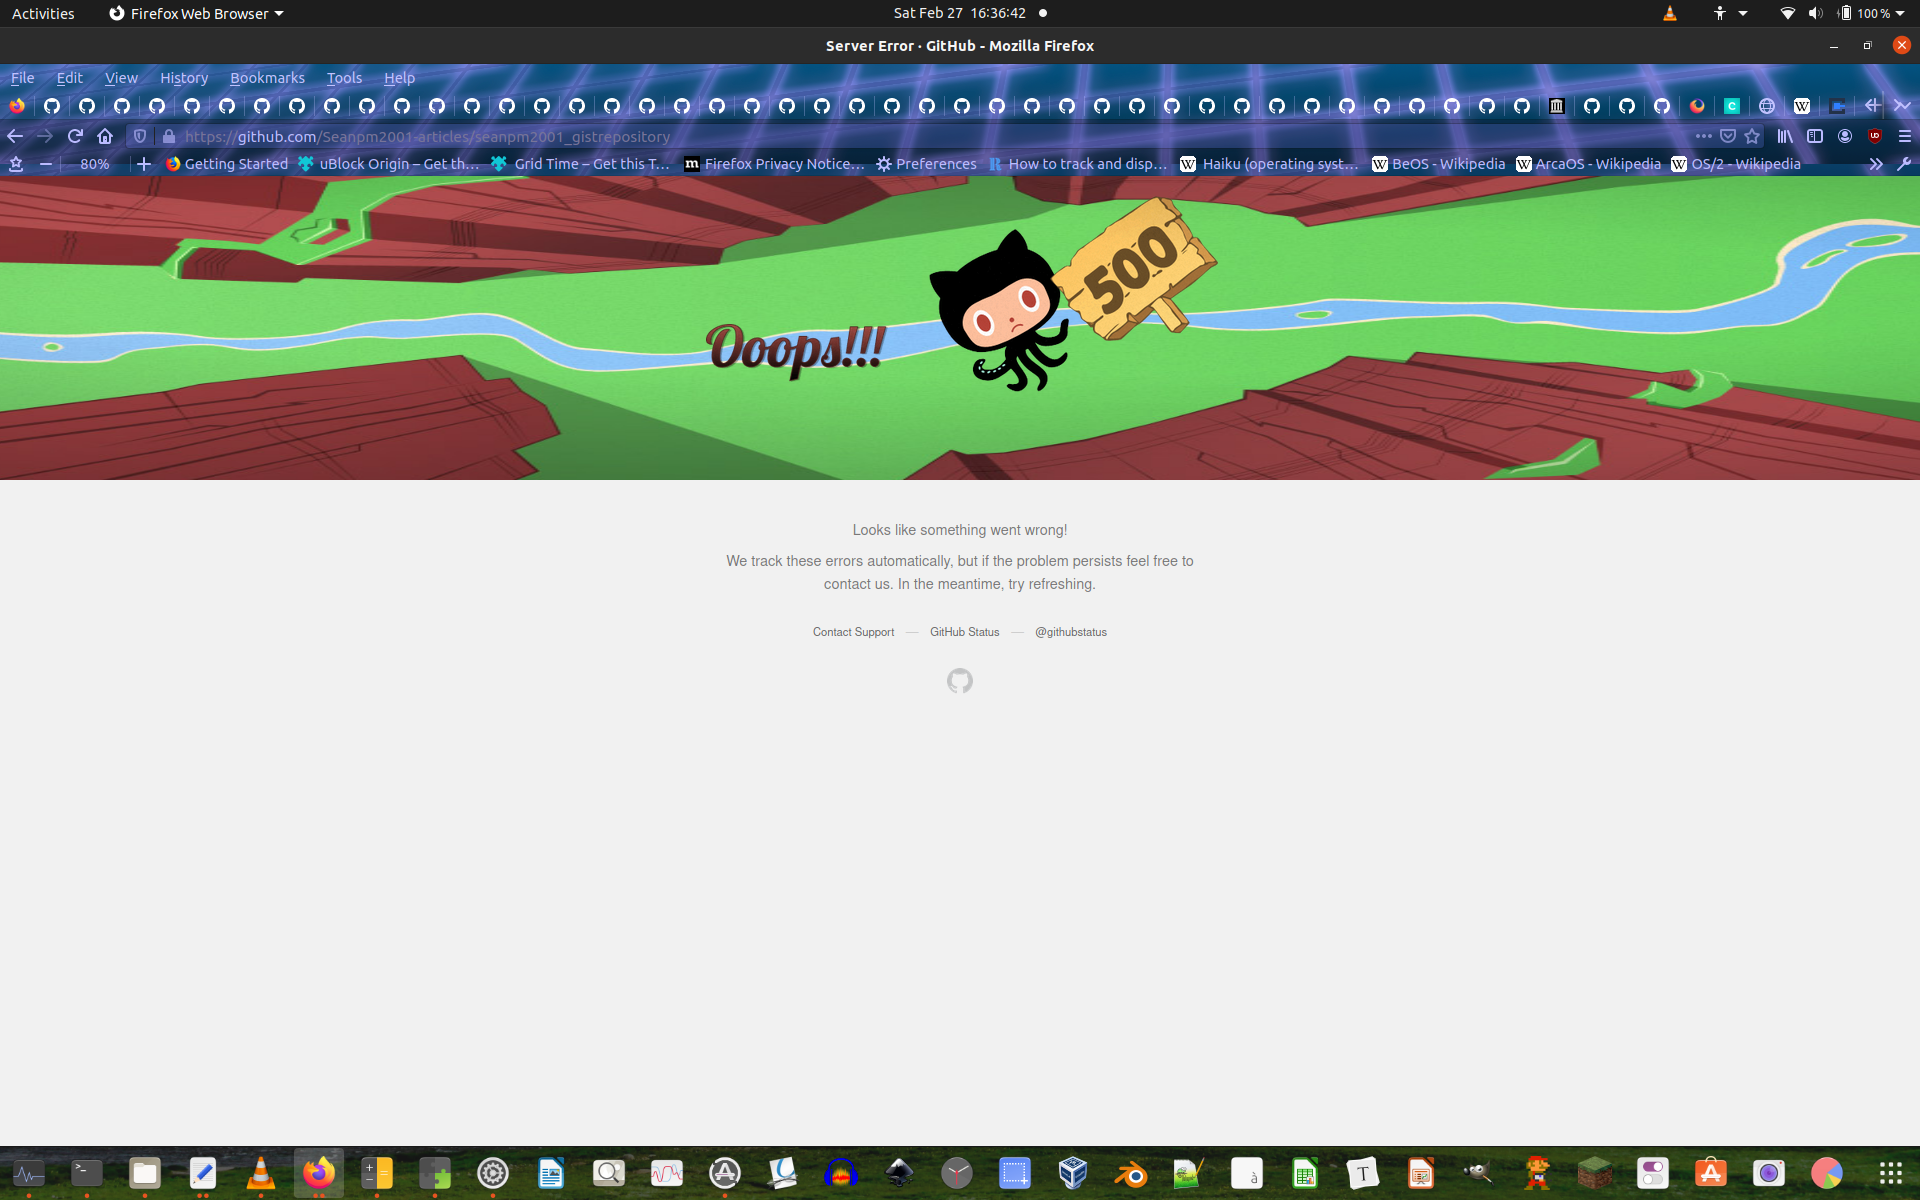 Activities
Firefox Web Browser
Sat Feb 27 16:36:42
100 %
Server Error · GitHub - Mozilla Firefox
File Edit View History Bookmarks Tools Help
https://github.com/Seanpm2001-articles/seanpm2001_gistrepository
80%
Getting Started
uBlock Origin – Get th…
Grid Time – Get this T…
Firefox Privacy Notice…
Preferences
How to track and disp…
Haiku (operating syst…
BeOS - Wikipedia
ArcaOS - Wikipedia
OS/2 - Wikipedia
500
Ooops!!!
Looks like something went wrong!
We track these errors automatically, but if the problem persists feel free to
contact us. In the meantime, try refreshing.
Contact Support — GitHub Status — @githubstatus